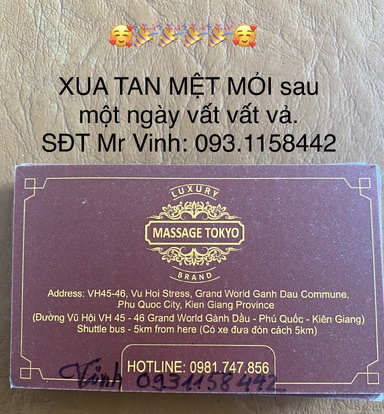 🥰🎉🎉🎉🎉🥰
XUA TAN MỆT MỎI sau
một ngày vất vất vả.
SĐT Mr Vinh: 093.1158442
LUXURY
MASSAGE TOKYO
BRAND
Address: VH45-46, Vu Hoi Stress, Grand World Ganh Dau Commune,
Phu Quoc City, Kien Giang Province
(Đường Vũ Hội VH 45 - 46 Grand World Gành Dầu - Phú Quốc - Kiên Giang)
Shuttle bus - 5km from here (Có xe đưa đón cách 5km)
HOTLINE: 0981.747.856
Vinh 0931158442